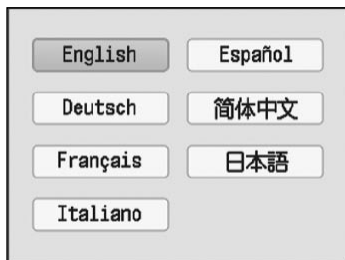 English
Español
Deutsch
简体中文
Français
日本語
Italiano